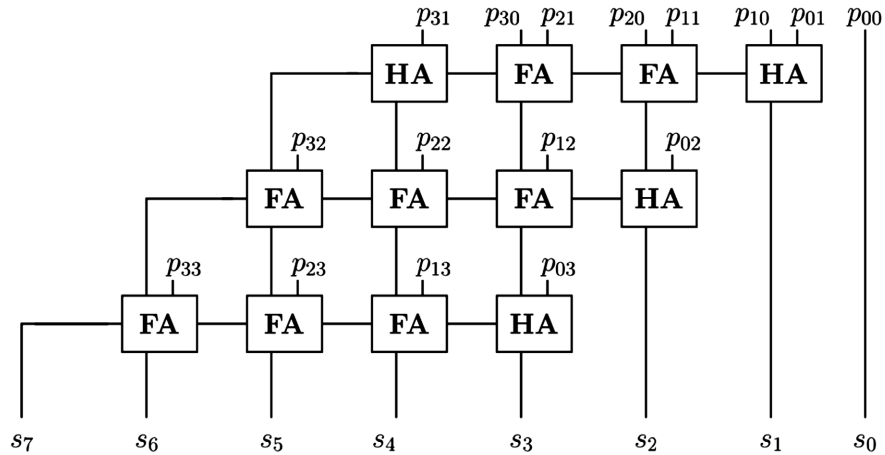 p₃₁ p₃₀ p₂₁ p₂₀ p₁₁ p₁₀ p₀₁ p₀₀
HA FA FA HA
p₃₂ p₂₂ p₁₂ p₀₂
FA FA FA HA
p₃₃ p₂₃ p₁₃ p₀₃
FA FA FA HA
s₇ s₆ s₅ s₄ s₃ s₂ s₁ s₀